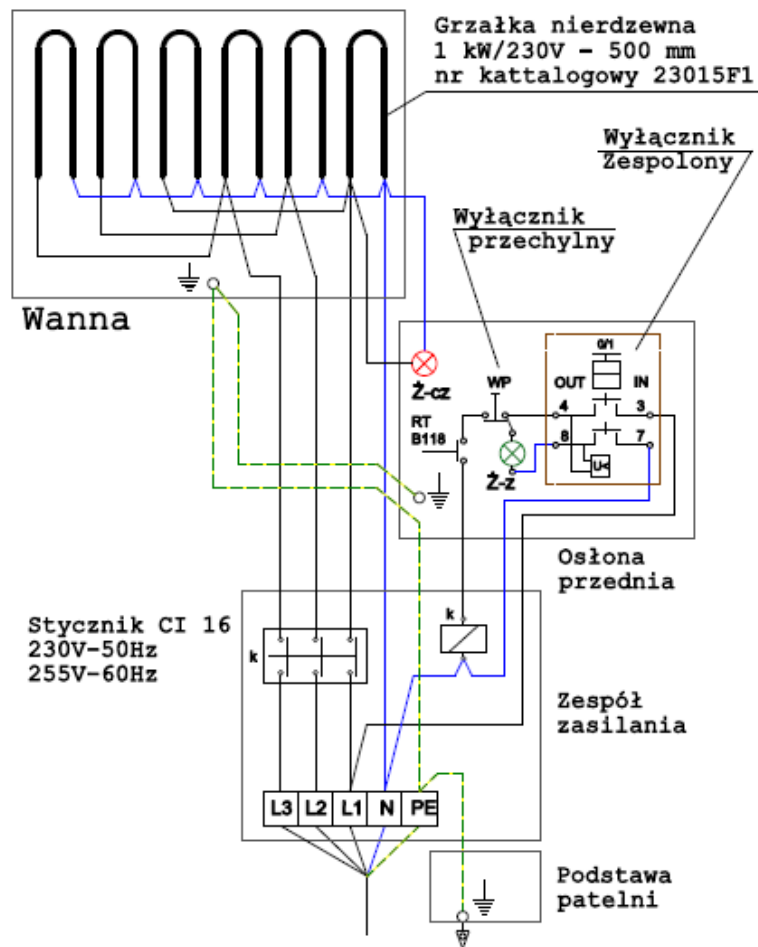 Grzałka nierdzewna
1 kW/230V – 500 mm
nr kattalogowy 23015F1
Wyłącznik
Zespolony
Wyłącznik
przechylny
Wanna
0/1
WP
OUT
IN
4
3
Ż-cz
RT
B118
8
7
U<
Ż-z
Osłona
przednia
Stycznik CI 16
230V–50Hz
255V–60Hz
k
k
Zespół
zasilania
L3
L2
L1
N
PE
Podstawa
patelni